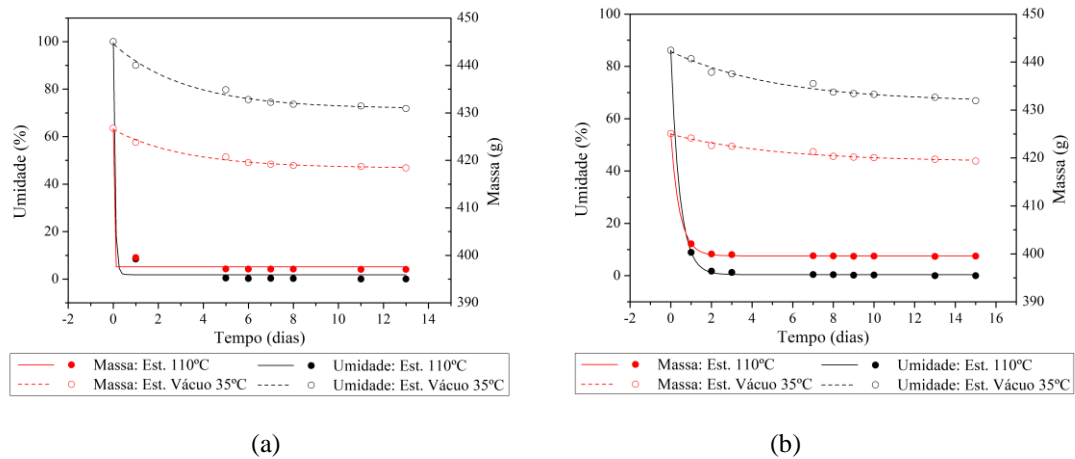 450
100
440
80
430
60
420
40
410
20
400
0
390
Umidade (%)
Massa (g)
-2 0 2 4 6 8 10 12 14
Tempo (dias)
Massa: Est. 110ºC
Umidade: Est. 110ºC
Massa: Est. Vácuo 35ºC
Umidade: Est. Vácuo 35ºC
(a)
450
100
440
80
430
60
420
40
410
20
400
0
-10
390
Umidade (%)
Massa (g)
-2 0 2 4 6 8 10 12 14 16
Tempo (dias)
Massa: Est. 110ºC
Umidade: Est. 110ºC
Massa: Est. Vácuo 35ºC
Umidade: Est. Vácuo 35ºC
(b)